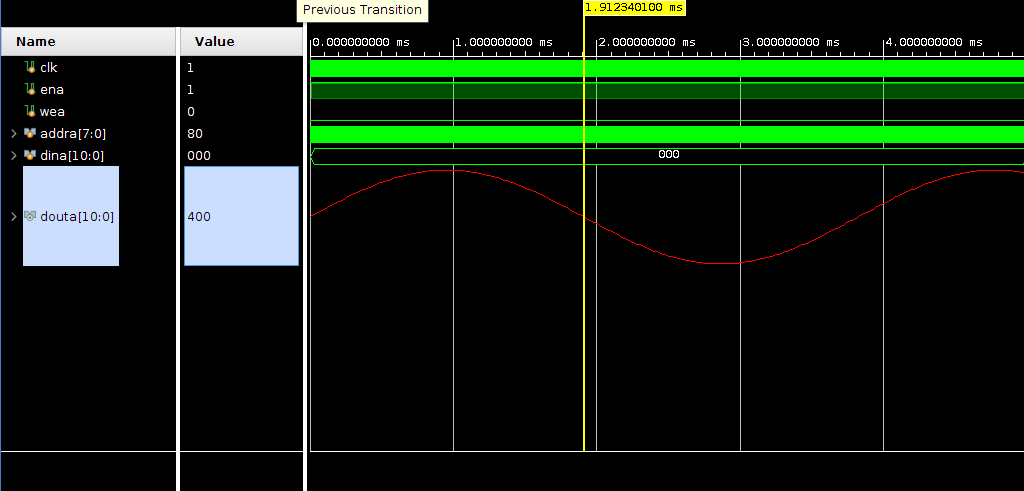 Previous Transition
1.912340100 ms
Name Value
0.000000000 ms 1.000000000 ms 2.000000000 ms 3.000000000 ms 4.000000000 ms
clk 1
ena 1
wea 0
addra[7:0] 80
dina[10:0] 000 000
douta[10:0] 400